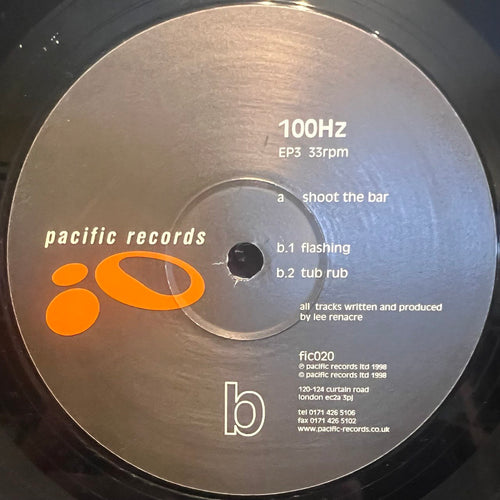 100Hz
EP3 33rpm
a shoot the bar
pacific records
b.1 flashing
b.2 tub rub
all tracks written and produced
by lee renacre
fic020
℗ pacific records ltd 1998
© pacific records ltd 1998
120-124 curtain road
london ec2a 3pj
tel 0171 426 5106
fax 0171 426 5102
www.pacific-records.co.uk
b